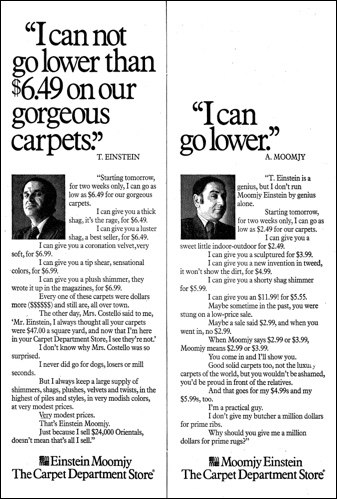 “I can not
go lower than
$6.49 on our
gorgeous
carpets.”
T. EINSTEIN
“Starting tomorrow,
for two weeks only, I can go as
low as $6.49 for our gorgeous
carpets.
I can give you a thick
shag, it’s the rage, for $6.49.
I can give you a luster
shag, a best seller, for $6.49.
I can give you a coronation velvet, very
soft, for $6.99.
I can give you a tip shear, sensational
colors, for $6.99.
I can give you a plush shimmer, they
wrote it up in the magazines, for $6.99.
Every one of these carpets were dollars
more ($$$$$$) and still are, all over town.
The other day, Mrs. Costello said to me,
‘Mr. Einstein, I always thought all your carpets
were $47.00 a square yard, and now that I’m here
in your Carpet Department Store, I see they’re not.’
I don’t know why Mrs. Costello was so
surprised.
I never did go for dogs, losers or mill
seconds.
But I always keep a large supply of
shimmers, shags, plushes, velvets and twists, in the
highest of piles and styles, in very modish colors,
at very modest prices.
Very modest prices.
That’s Einstein Moomji.
Just because I sell $24,000 Orientals,
doesn’t mean that’s all I sell.”
Einstein Moomjy
The Carpet Department Store®
“I can
go lower.”
A. MOOMJY
“T. Einstein is a
genius, but I don’t run
Moomjy Einstein by genius
alone.
Starting tomorrow,
for two weeks only, I can go as
low as $2.49 for our carpets.
I can give you a
sweet little indoor-outdoor for $2.49.
I can give you a sculptured for $3.99.
I can give you a new invention in tweed,
it won’t show the dirt, for $4.99.
I can give you a shorty shag shimmer
for $5.99.
I can give you an $11.99! for $5.55.
Maybe sometime in the past, you were
stung on a low-price sale.
Maybe a sale said $2.99, and when you
went in, no $2.99.
When Moomjy says $2.99 or $3.99,
Moomjy means $2.99 or $3.99.
You come in and I’ll show you.
Good solid carpets too, not the luxury
carpets of the world, but you wouldn’t be ashamed,
you’d be proud in front of the relatives.
And that goes for my $4.99s and my
$5.99s, too.
I’m a practical guy.
I don’t give my butcher a million dollars
for prime ribs.
Why should you give me a million
dollars for prime rugs?”
Moomjy Einstein
The Carpet Department Store®